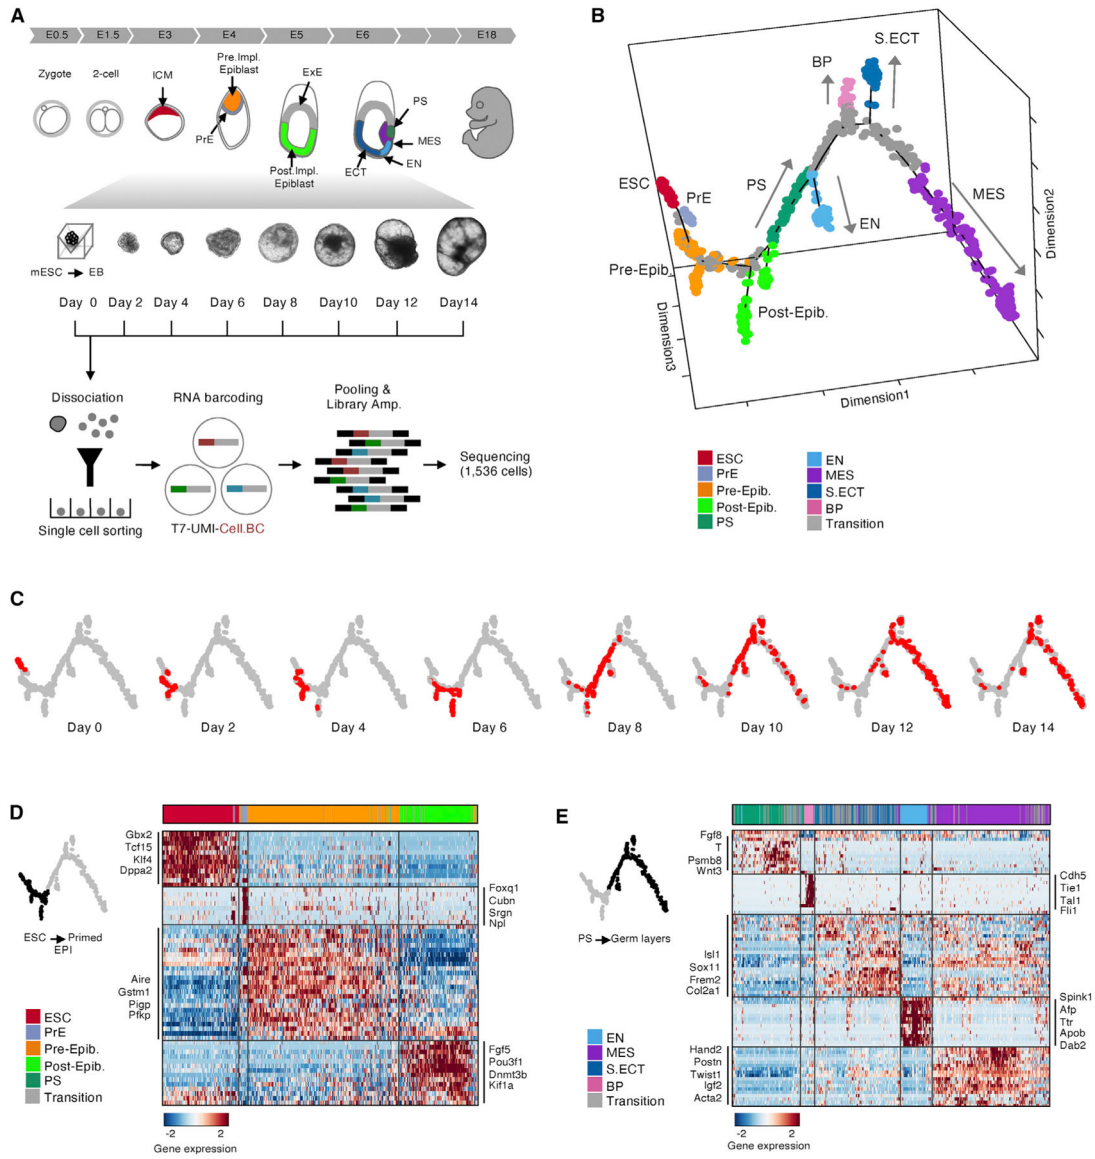 A
E0.5 E1.5 E3 E4 E5 E6 E18
Zygote
2-cell
ICM
Pre.Impl.
Epiblast
PrE
ExE
Post.Impl.
Epiblast
PS
MES
EN
ECT
mESC EB
Day 0 Day 2 Day 4 Day 6 Day 8 Day10 Day 12 Day14
Dissociation
Single cell sorting
RNA barcoding
T7-UMI-Cell.BC
Pooling &
Library Amp.
Sequencing
(1,536 cells)
B
S.ECT
BP
ESC
PrE
PS
EN
MES
Pre-Epib.
Post-Epib.
Dimension1
Dimension2
Dimension3
ESC
PrE
Pre-Epib.
Post-Epib.
PS
EN
MES
S.ECT
BP
Transition
C
Day 0 Day 2 Day 4 Day 6 Day 8 Day 10 Day 12 Day 14
D
ESC Primed
EPI
Gbx2
Tcf15
Klf4
Dppa2
Foxq1
Cubn
Srgn
Npl
Aire
Gstm1
Pigp
Pfkp
Fgf5
Pou3f1
Dnmt3b
Kif1a
ESC
PrE
Pre-Epib.
Post-Epib.
PS
Transition
-2 2
Gene expression
E
PS Germ layers
Fgf8
T
Psmb8
Wnt3
Cdh5
Tie1
Tal1
Fli1
Isl1
Sox11
Frem2
Col2a1
Spink1
Afp
Ttr
Apob
Dab2
Hand2
Postn
Twist1
Igf2
Acta2
EN
MES
S.ECT
BP
Transition
-2 2
Gene expression